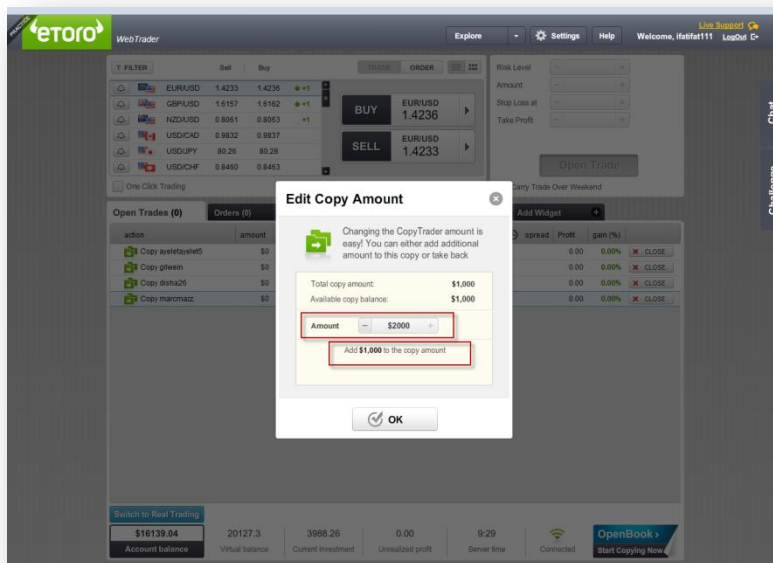 PRACTICE
eToro
WebTrader
Explore
Settings
Help
Live Support
Welcome, ifatifat111 LogOut
FILTER Sell Buy
TRADE ORDER
EUR/USD 1.4233 1.4236 +1
GBP/USD 1.6157 1.6162 +1
NZD/USD 0.8061 0.8063 +1
USD/CAD 0.9832 0.9837
USD/JPY 80.26 80.28
USD/CHF 0.8460 0.8463
One Click Trading
BUY EUR/USD 1.4236
SELL EUR/USD 1.4233
Risk Level
Amount
Stop Loss at
Take Profit
Open Trade
Carry Trade Over Weekend
Chat
Challenge
Open Trades (0) Orders (0) Add Widget
action amount spread Profit gain (%)
Copy ayeletayelet5 $0 0.00 0.00% CLOSE
Copy gilwein $0 0.00 0.00% CLOSE
Copy disha26 $0 0.00 0.00% CLOSE
Copy marcmazz $0 0.00 0.00% CLOSE
Edit Copy Amount
Changing the CopyTrader amount is
easy! You can either add additional
amount to this copy or take back
Total copy amount: $1,000
Available copy balance: $1,000
Amount - $2000 +
Add $1,000 to the copy amount
OK
Switch to Real Trading
$16139.04 20127.3 3988.26 0.00 9:29
Account balance Virtual balance Current Investment Unrealized profit Server time Connected
OpenBook ›
Start Copying Now